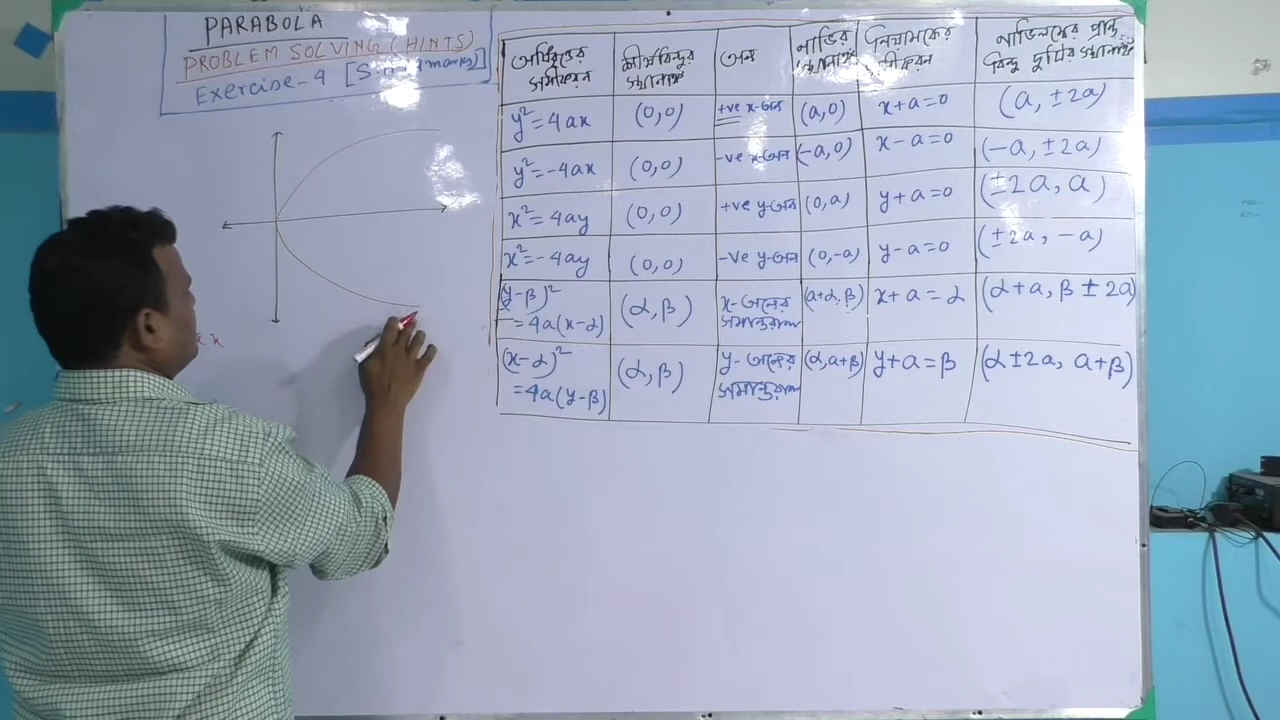 PARABOLA
PROBLEM SOLVING (HINTS)
Exercise-4 [S.A-4 marks]
অধিবৃত্তের সমীকরণ | শীর্ষবিন্দুর স্থানাঙ্ক | অক্ষ | নাভির স্থানাঙ্ক | নিয়ামকের সমীকরণ | নাভিলম্বের প্রান্ত বিন্দু দুটির স্থানাঙ্ক
y²=4ax | (0,0) | +ve x-অক্ষ | (a,0) | x+a=0 | (a, ±2a)
y²=-4ax | (0,0) | -ve x-অক্ষ | (-a,0) | x-a=0 | (-a, ±2a)
x²=4ay | (0,0) | +ve y-অক্ষ | (0,a) | y+a=0 | (±2a, a)
x²=-4ay | (0,0) | -ve y-অক্ষ | (0,-a) | y-a=0 | (±2a, -a)
(y-β)² =4a(x-α) | (α,β) | x-অক্ষের সমান্তরাল | (a+α,β) | x+a=α | (α+a, β±2a)
(x-α)² =4a(y-β) | (α,β) | y-অক্ষের সমান্তরাল | (α,a+β) | y+a=β | (α±2a, a+β)